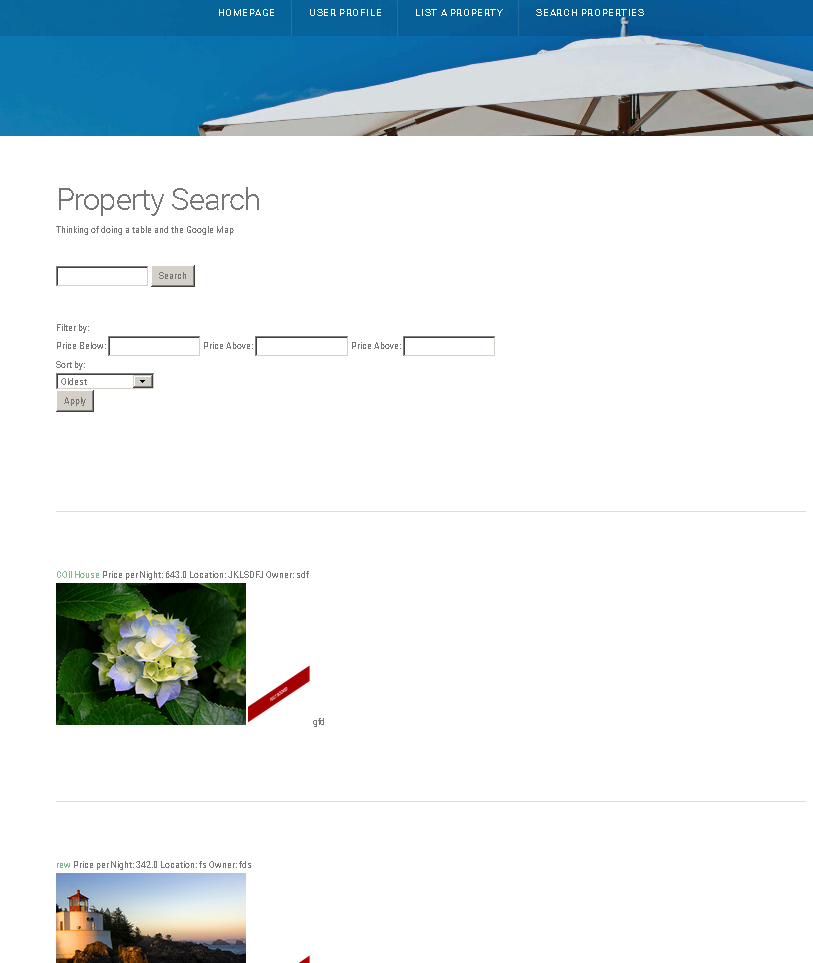 HOMEPAGE USER PROFILE LIST A PROPERTY SEARCH PROPERTIES
Property Search
Thinking of doing a table and the Google Map
Search
Filter by:
Price Below: Price Above: Price Above:
Sort by:
Oldest
Apply
COll House Price per Night: 643.0 Location: JKLSDFJ Owner: sdf
gfd
rew Price per Night: 342.0 Location: fs Owner: fds